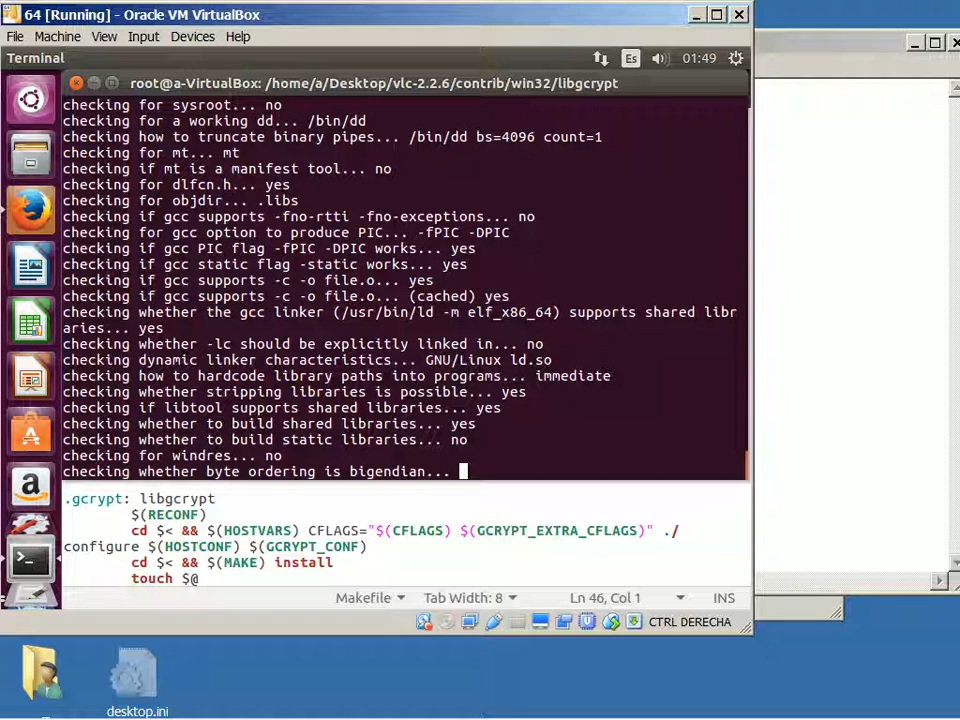 64 [Running] - Oracle VM VirtualBox
File Machine View Input Devices Help
Terminal Es 01:49
root@a-VirtualBox: /home/a/Desktop/vlc-2.2.6/contrib/win32/libgcrypt
checking for sysroot... no
checking for a working dd... /bin/dd
checking how to truncate binary pipes... /bin/dd bs=4096 count=1
checking for mt... mt
checking if mt is a manifest tool... no
checking for dlfcn.h... yes
checking for objdir... .libs
checking if gcc supports -fno-rtti -fno-exceptions... no
checking for gcc option to produce PIC... -fPIC -DPIC
checking if gcc PIC flag -fPIC -DPIC works... yes
checking if gcc static flag -static works... yes
checking if gcc supports -c -o file.o... yes
checking if gcc supports -c -o file.o... (cached) yes
checking whether the gcc linker (/usr/bin/ld -m elf_x86_64) supports shared libr
aries... yes
checking whether -lc should be explicitly linked in... no
checking dynamic linker characteristics... GNU/Linux ld.so
checking how to hardcode library paths into programs... immediate
checking whether stripping libraries is possible... yes
checking if libtool supports shared libraries... yes
checking whether to build shared libraries... yes
checking whether to build static libraries... no
checking for windres... no
checking whether byte ordering is bigendian...
.gcrypt: libgcrypt
$(RECONF)
cd $< && $(HOSTVARS) CFLAGS="$(CFLAGS) $(GCRYPT_EXTRA_CFLAGS)" ./
configure $(HOSTCONF) $(GCRYPT_CONF)
cd $< && $(MAKE) install
touch $@
Makefile Tab Width: 8 Ln 46, Col 1 INS
CTRL DERECHA
desktop.ini